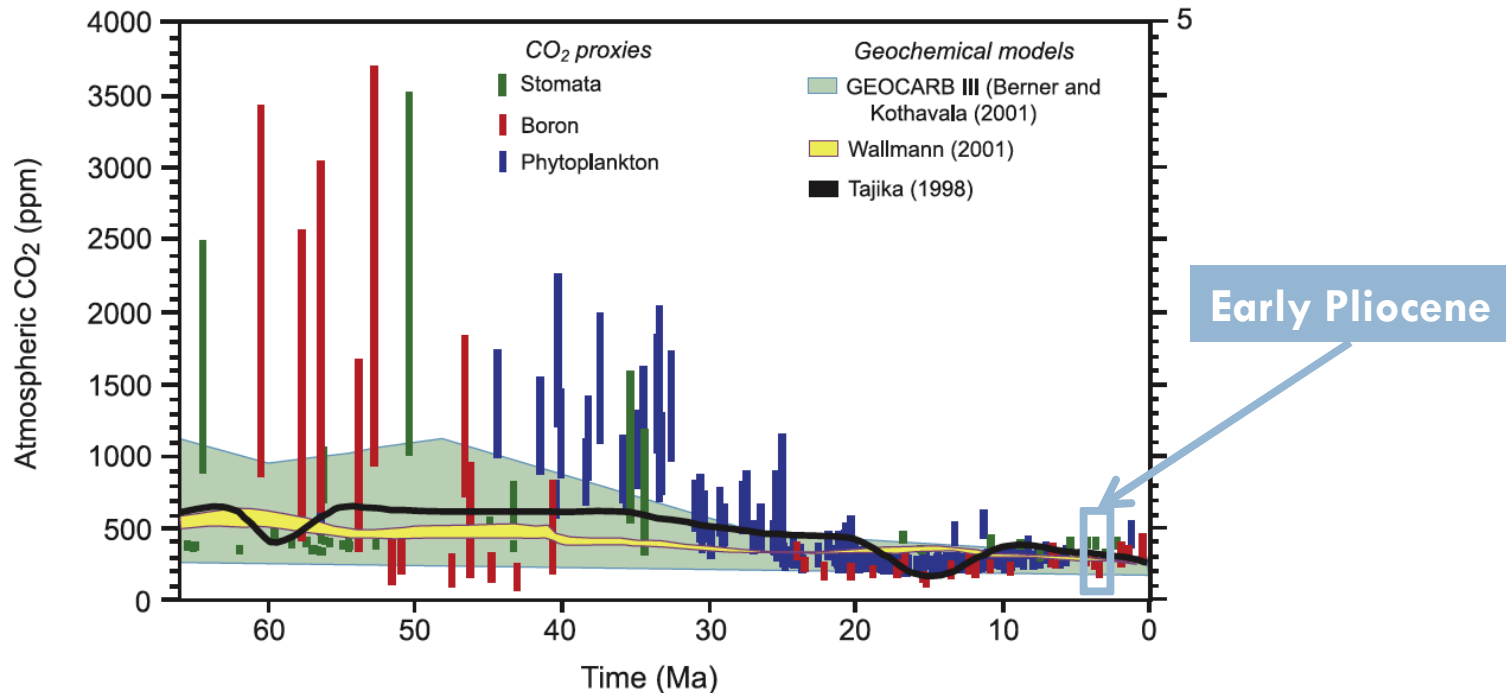 4000
3500
3000
2500
2000
1500
1000
500
0
Atmospheric CO₂ (ppm)
CO₂ proxies
Stomata
Boron
Phytoplankton
Geochemical models
GEOCARB III (Berner and
Kothavala (2001)
Wallmann (2001)
Tajika (1998)
5
Early Pliocene
60
50
40
30
20
10
0
Time (Ma)